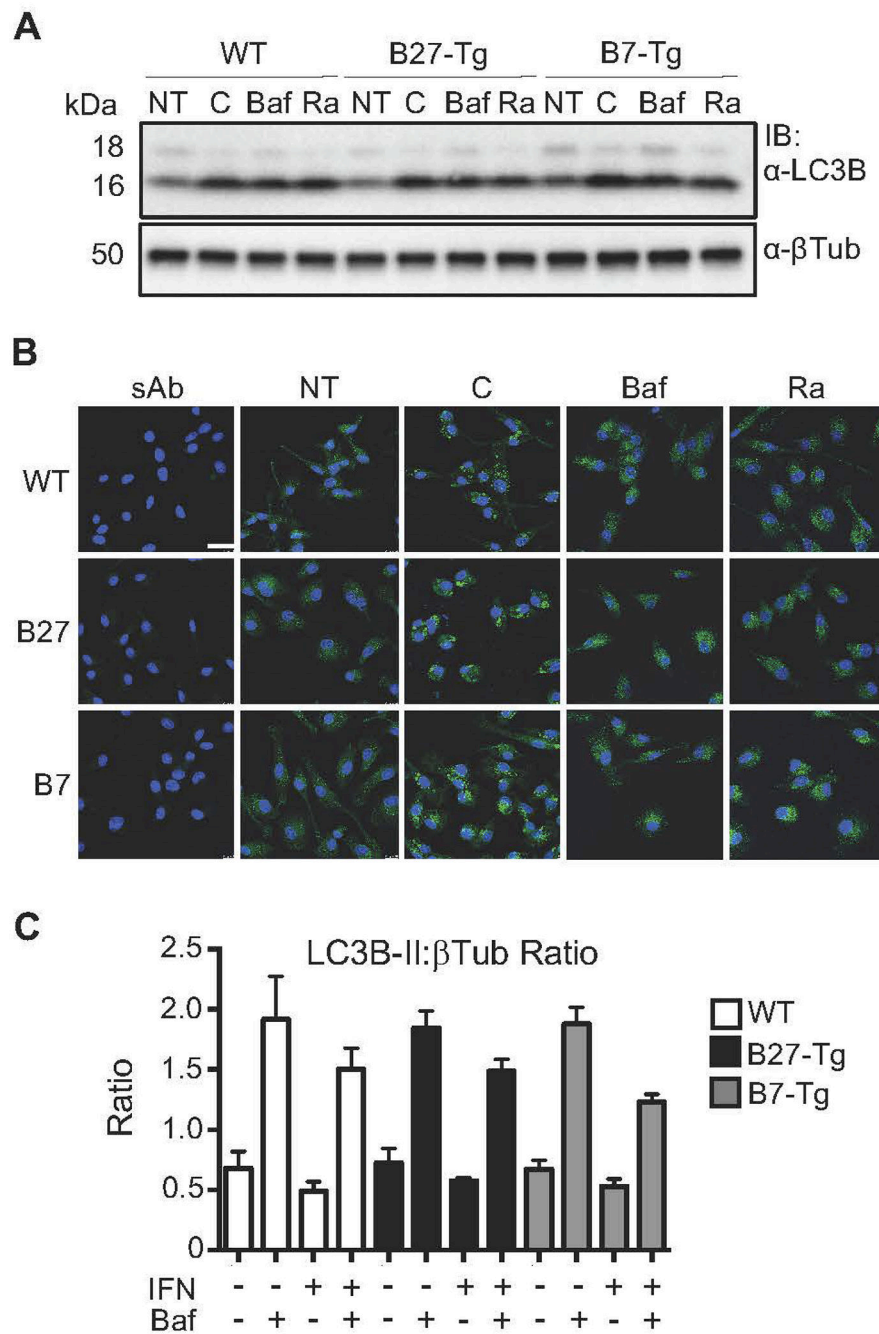 A
WT B27-Tg B7-Tg
kDa NT C Baf Ra NT C Baf Ra NT C Baf Ra
18
16
IB:
α-LC3B
50 α-βTub
B
sAb NT C Baf Ra
WT
B27
B7
C
LC3B-II:βTub Ratio
2.5
2.0
1.5
1.0
0.5
0
Ratio
WT
B27-Tg
B7-Tg
IFN - - + + - - + + - - + +
Baf - + - + - + - + - + - +